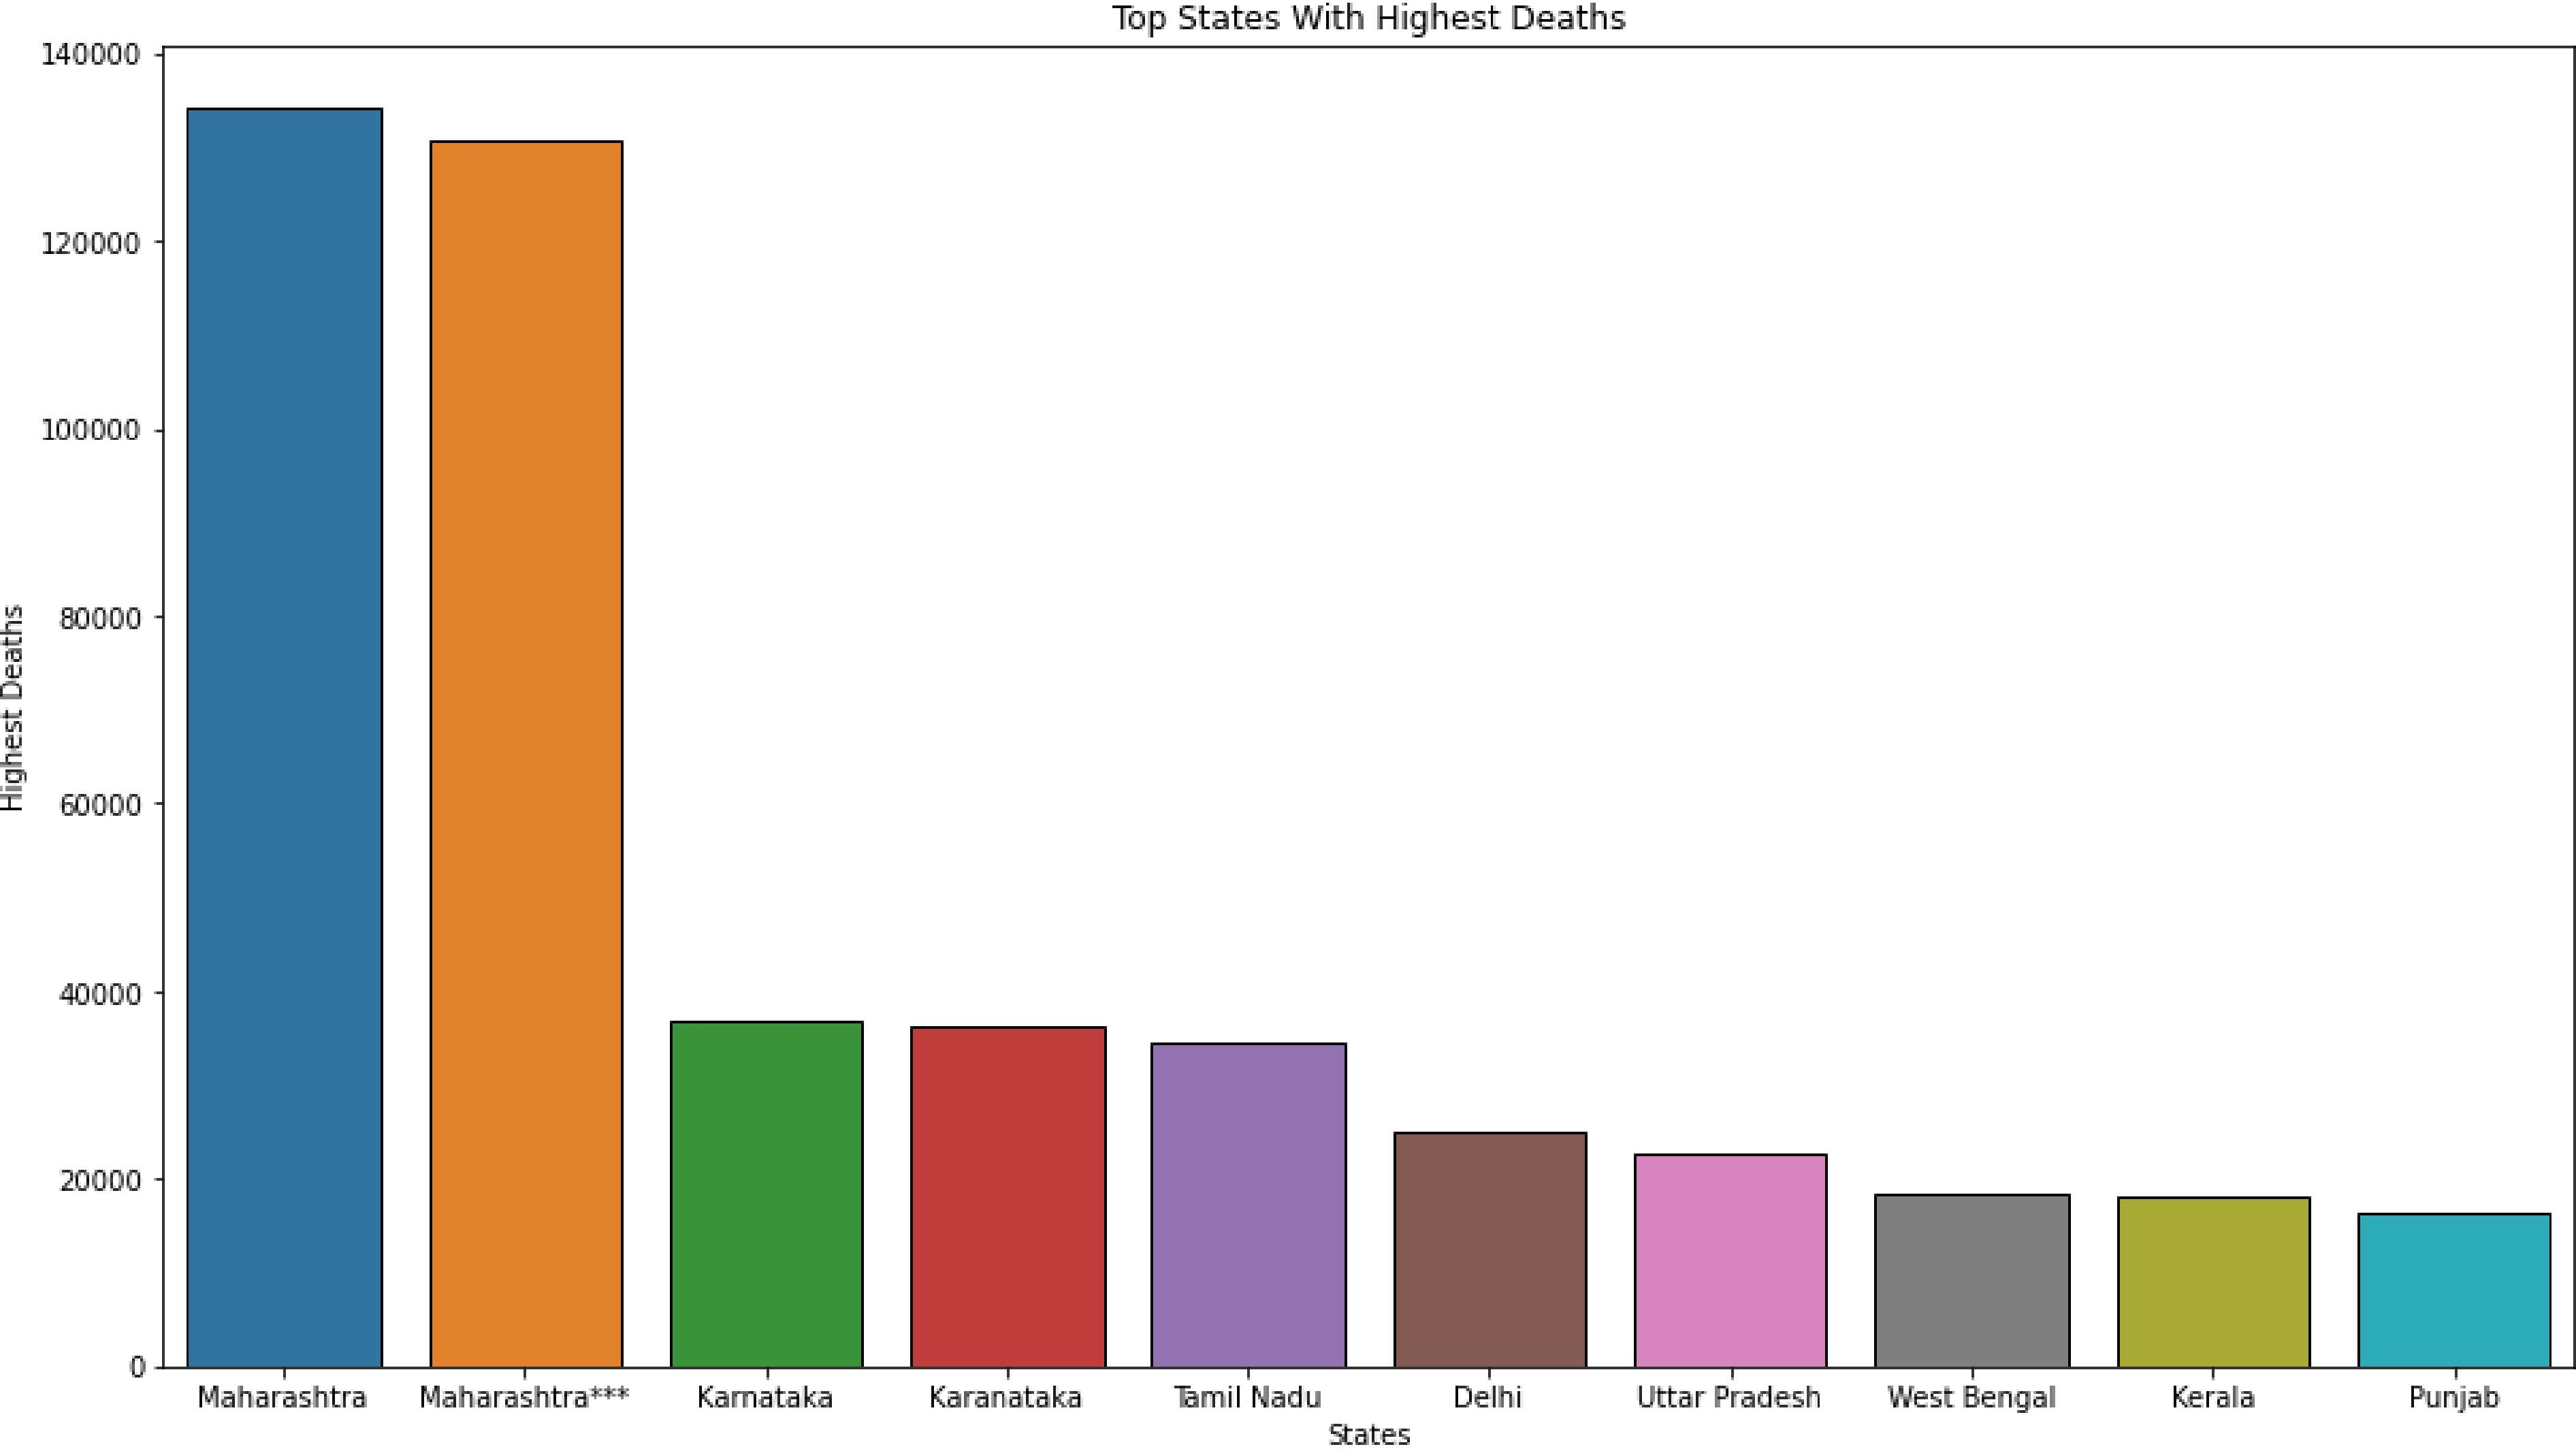 Top States With Highest Deaths
140000
120000
100000
80000
60000
40000
20000
0
Highest Deaths
Maharashtra Maharashtra*** Karnataka Karanataka Tamil Nadu Delhi Uttar Pradesh West Bengal Kerala Punjab
States